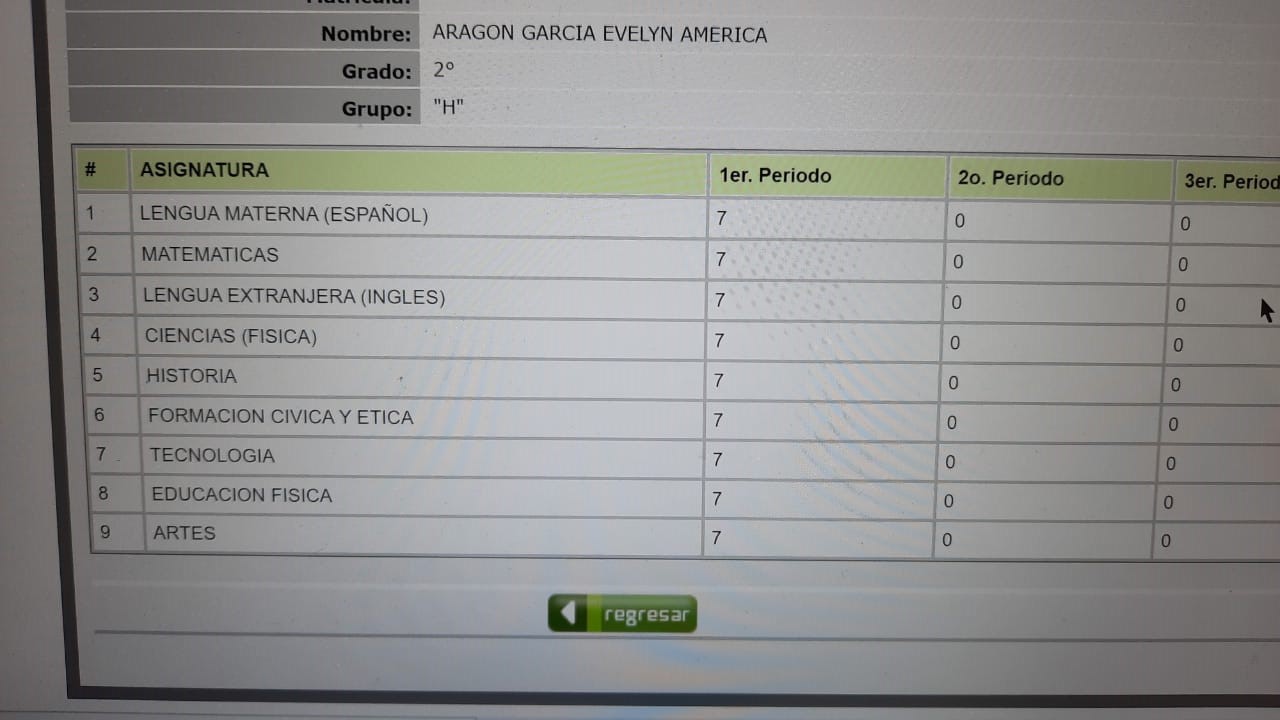 Matricula:
Nombre: ARAGON GARCIA EVELYN AMERICA
Grado: 2°
Grupo: "H"
# ASIGNATURA 1er. Periodo 2o. Periodo 3er. Period
1 LENGUA MATERNA (ESPAÑOL) 7 0 0
2 MATEMATICAS 7 0 0
3 LENGUA EXTRANJERA (INGLES) 7 0 0
4 CIENCIAS (FISICA) 7 0 0
5 HISTORIA 7 0 0
6 FORMACION CIVICA Y ETICA 7 0 0
7 TECNOLOGIA 7 0 0
8 EDUCACION FISICA 7 0 0
9 ARTES 7 0 0
regresar